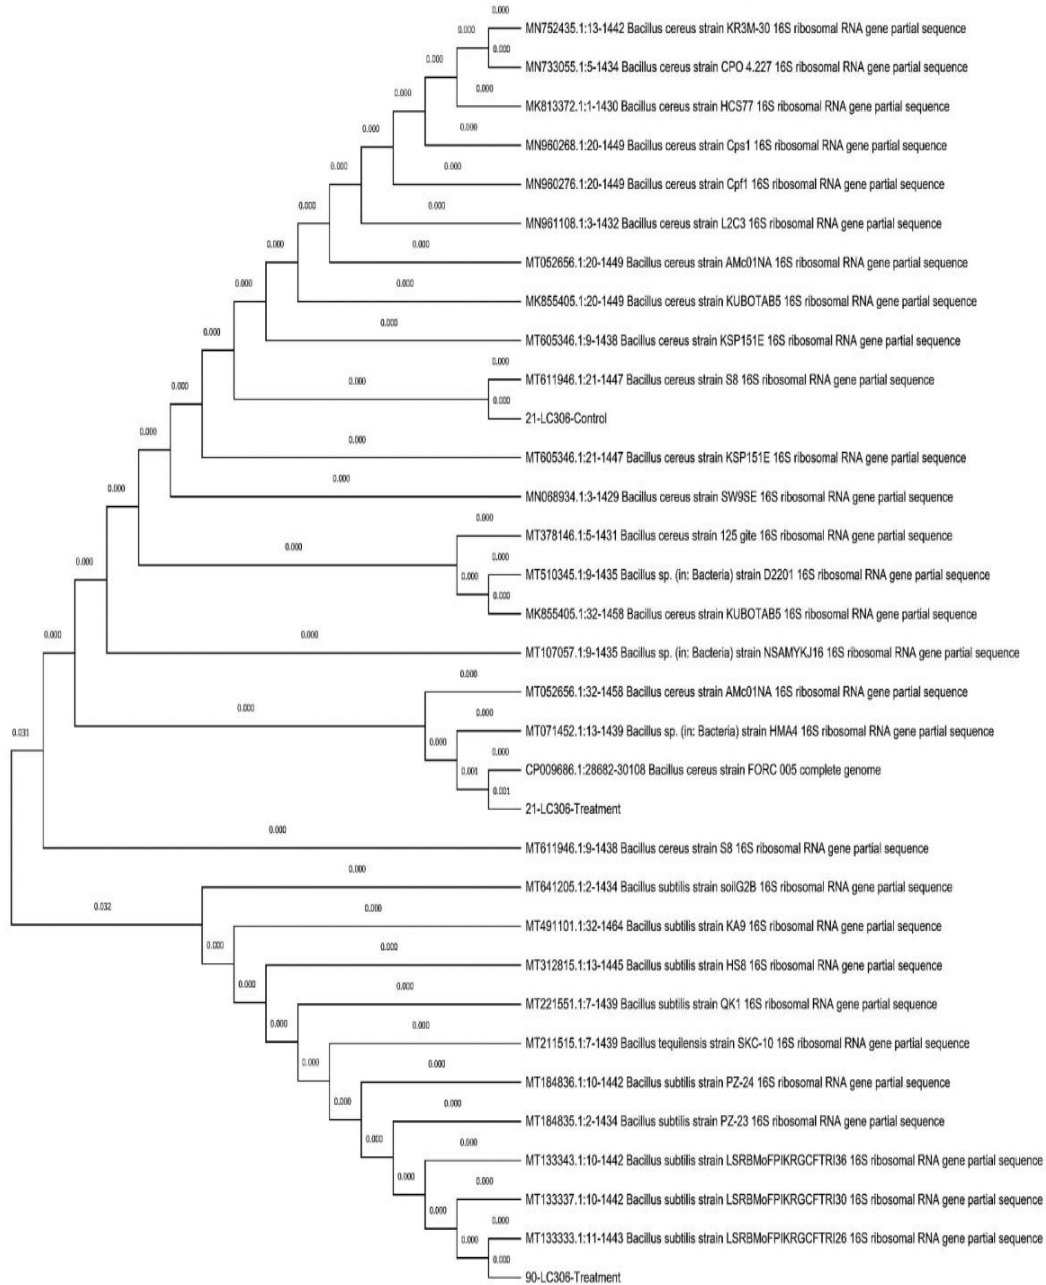 0.000
0.000
MN752435.1:13-1442 Bacillus cereus strain KR3M-30 16S ribosomal RNA gene partial sequence
0.000
0.000
MN733055.1:5-1434 Bacillus cereus strain CPO 4.227 16S ribosomal RNA gene partial sequence
0.000
0.000
MK813372.1:1-1430 Bacillus cereus strain HCS77 16S ribosomal RNA gene partial sequence
0.000
0.000
MN960268.1:20-1449 Bacillus cereus strain Cps1 16S ribosomal RNA gene partial sequence
0.000
0.000
MN960276.1:20-1449 Bacillus cereus strain Cpf1 16S ribosomal RNA gene partial sequence
0.000
0.000
MN961108.1:3-1432 Bacillus cereus strain L2C3 16S ribosomal RNA gene partial sequence
0.000
0.000
MT052656.1:20-1449 Bacillus cereus strain AMc01NA 16S ribosomal RNA gene partial sequence
0.000
0.000
MK855405.1:20-1449 Bacillus cereus strain KUBOTAB5 16S ribosomal RNA gene partial sequence
0.000
0.000
MT605346.1:9-1438 Bacillus cereus strain KSP151E 16S ribosomal RNA gene partial sequence
0.000
0.000
0.000
MT611946.1:21-1447 Bacillus cereus strain S8 16S ribosomal RNA gene partial sequence
0.000
21-LC306-Control
0.000
0.000
MT605346.1:21-1447 Bacillus cereus strain KSP151E 16S ribosomal RNA gene partial sequence
0.000
0.000
MN068934.1:3-1429 Bacillus cereus strain SW9SE 16S ribosomal RNA gene partial sequence
0.000
0.000
MT378146.1:5-1431 Bacillus cereus strain 125 gite 16S ribosomal RNA gene partial sequence
0.000
0.000
MT510345.1:9-1435 Bacillus sp. (in: Bacteria) strain D2201 16S ribosomal RNA gene partial sequence
0.000
0.000
MK855405.1:32-1458 Bacillus cereus strain KUBOTAB5 16S ribosomal RNA gene partial sequence
0.000
0.000
MT107057.1:9-1435 Bacillus sp. (in: Bacteria) strain NSAMYKJ16 16S ribosomal RNA gene partial sequence
0.000
MT052656.1:32-1458 Bacillus cereus strain AMc01NA 16S ribosomal RNA gene partial sequence
0.000
0.000
MT071452.1:13-1439 Bacillus sp. (in: Bacteria) strain HMA4 16S ribosomal RNA gene partial sequence
0.031
0.000
0.000
CP009686.1:28682-30108 Bacillus cereus strain FORC 005 complete genome
0.001
0.001
21-LC306-Treatment
0.000
MT611946.1:9-1438 Bacillus cereus strain S8 16S ribosomal RNA gene partial sequence
0.000
MT641205.1:2-1434 Bacillus subtilis strain soilG2B 16S ribosomal RNA gene partial sequence
0.032
0.000
MT491101.1:32-1464 Bacillus subtilis strain KA9 16S ribosomal RNA gene partial sequence
0.000
0.000
MT312815.1:13-1445 Bacillus subtilis strain HS8 16S ribosomal RNA gene partial sequence
0.000
0.000
MT221551.1:7-1439 Bacillus subtilis strain QK1 16S ribosomal RNA gene partial sequence
0.000
0.000
MT211515.1:7-1439 Bacillus tequilensis strain SKC-10 16S ribosomal RNA gene partial sequence
0.000
0.000
MT184836.1:10-1442 Bacillus subtilis strain PZ-24 16S ribosomal RNA gene partial sequence
0.000
0.000
MT184835.1:2-1434 Bacillus subtilis strain PZ-23 16S ribosomal RNA gene partial sequence
0.000
0.000
MT133343.1:10-1442 Bacillus subtilis strain LSRBMoFPIKRGCFTRI36 16S ribosomal RNA gene partial sequence
0.000
0.000
MT133337.1:10-1442 Bacillus subtilis strain LSRBMoFPIKRGCFTRI30 16S ribosomal RNA gene partial sequence
0.000
0.000
MT133333.1:11-1443 Bacillus subtilis strain LSRBMoFPIKRGCFTRI26 16S ribosomal RNA gene partial sequence
0.000
0.000
90-LC306-Treatment